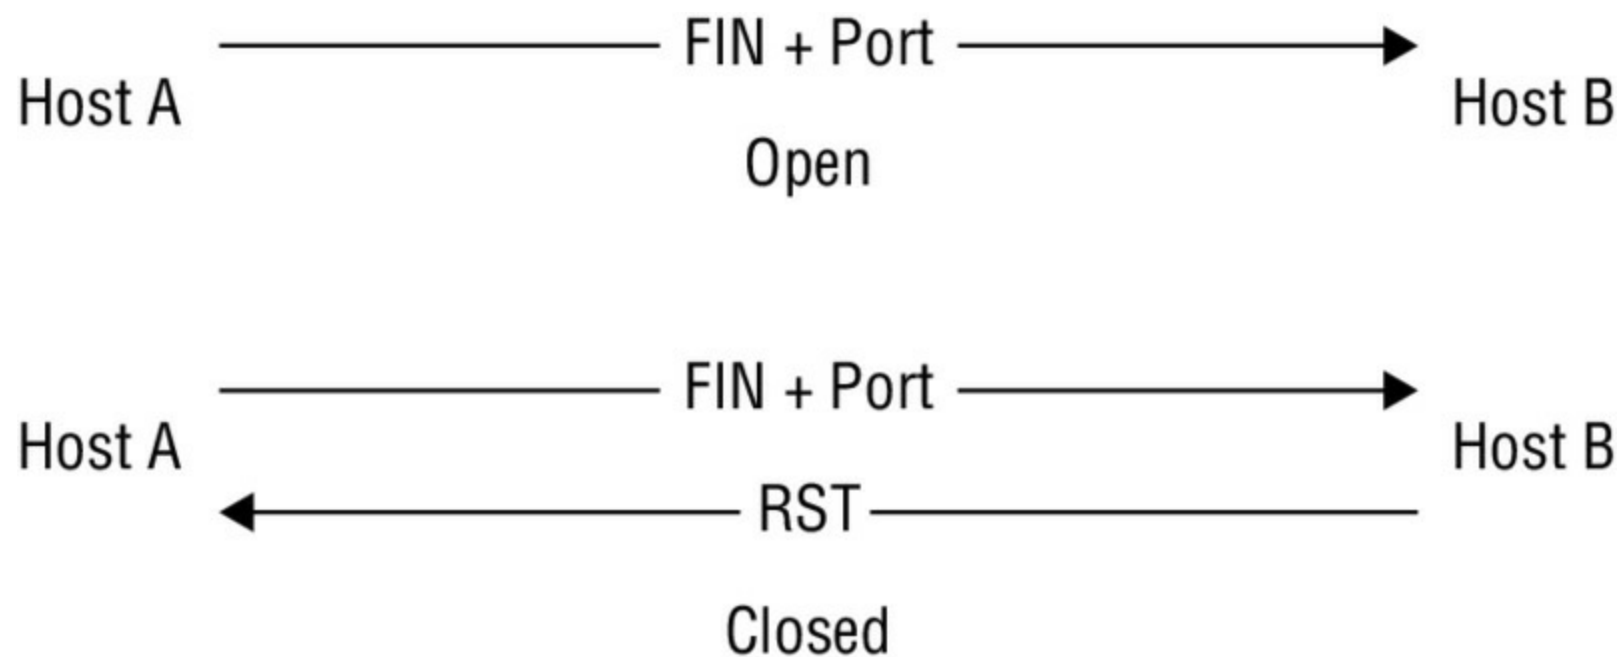 FIN + Port
Host A
Host B
Open
FIN + Port
Host A
Host B
RST
Closed